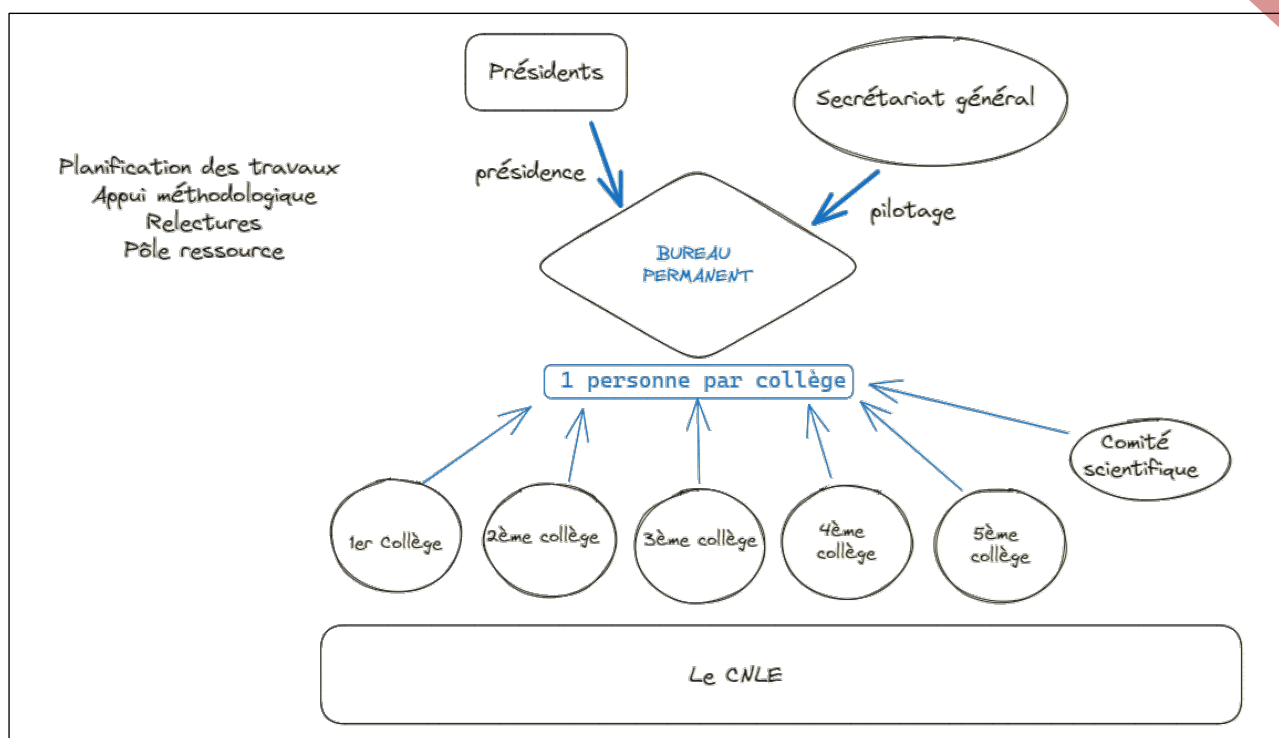 Présidents
Secrétariat général
Planification des travaux
Appui méthodologique
Relectures
Pôle ressource
présidence
pilotage
BUREAU
PERMANENT
1 personne par collège
Comité
scientifique
1er Collège
2ème collège
3ème collège
4ème
collège
5ème
collège
Le CNLE